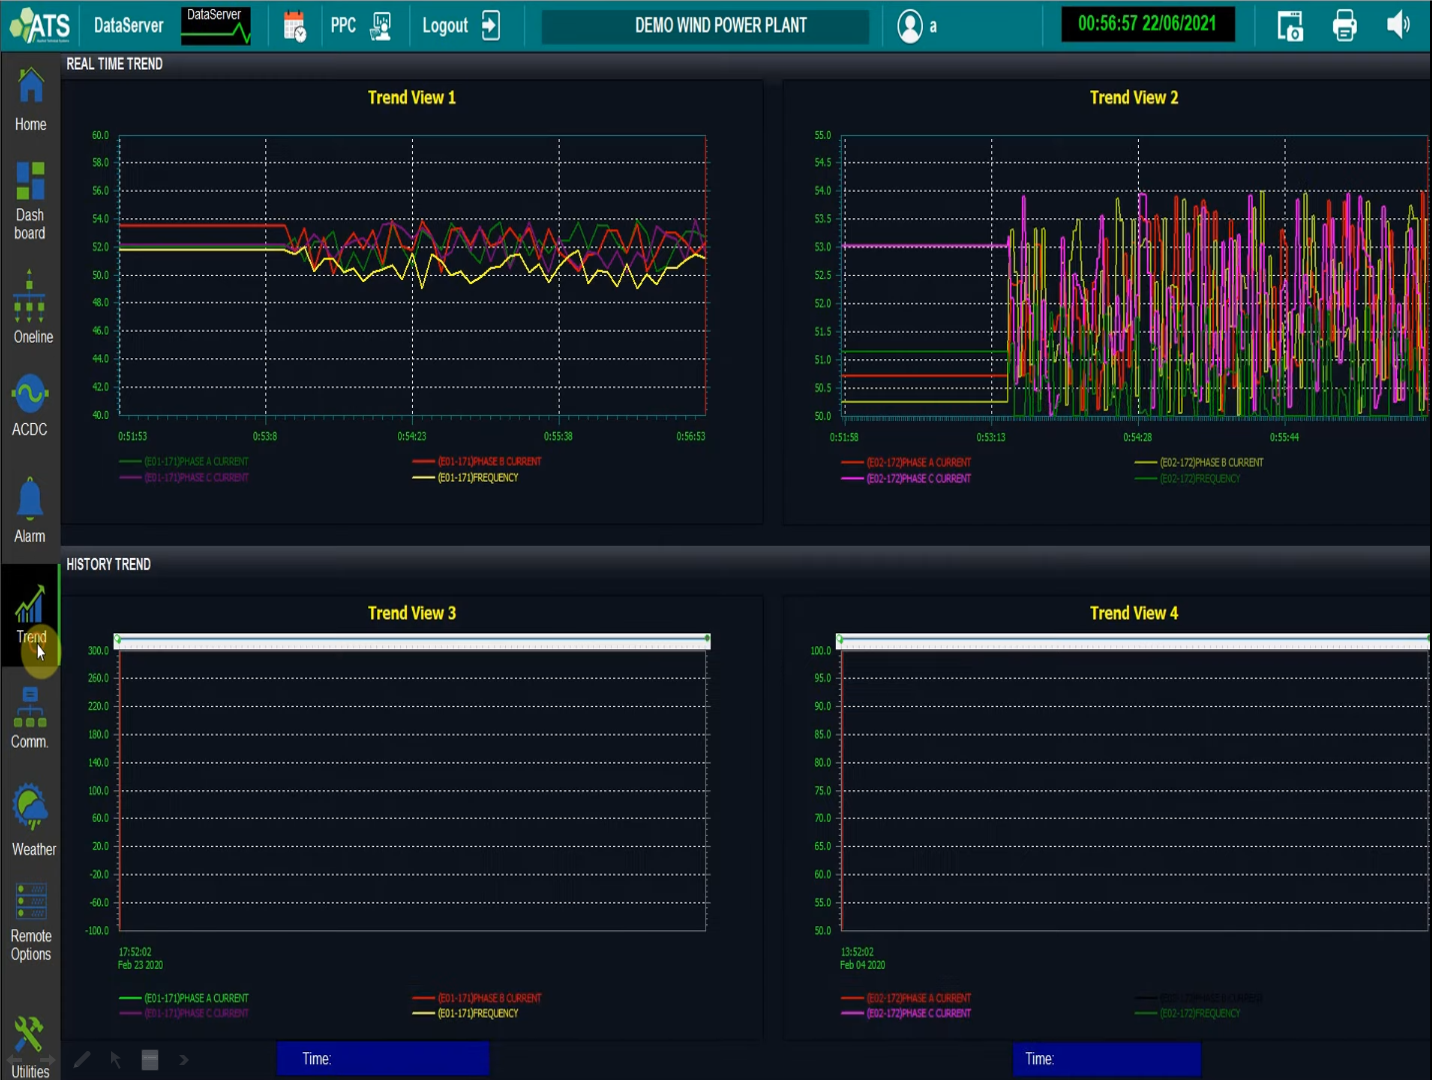 ATS DataServer DataServer PPC Logout DEMO WIND POWER PLANT a 00:56:57 22/06/2021
REAL TIME TREND
Home
Dash
board
Oneline
ACDC
Alarm
Trend
Comm.
Weather
Remote
Options
Utilities
Trend View 1
60.0
58.0
56.0
54.0
52.0
50.0
48.0
46.0
44.0
42.0
40.0
0:51:53 0:53:8 0:54:23 0:55:38 0:56:53
(E01-171)PHASE A CURRENT (E01-171)PHASE B CURRENT
(E01-171)PHASE C CURRENT (E01-171)FREQUENCY
Trend View 2
55.0
54.5
54.0
53.5
53.0
52.5
52.0
51.5
51.0
50.5
50.0
0:51:58 0:53:13 0:54:28 0:55:44
(E02-172)PHASE A CURRENT (E02-172)PHASE B CURRENT
(E02-172)PHASE C CURRENT (E02-172)FREQUENCY
HISTORY TREND
Trend View 3
300.0
260.0
220.0
180.0
140.0
100.0
60.0
20.0
-20.0
-60.0
-100.0
17:52:02
Feb 23 2020
(E01-171)PHASE A CURRENT (E01-171)PHASE B CURRENT
(E01-171)PHASE C CURRENT (E01-171)FREQUENCY
Time:
Trend View 4
100.0
95.0
90.0
85.0
80.0
75.0
70.0
65.0
60.0
55.0
50.0
13:52:02
Feb 04 2020
(E02-172)PHASE A CURRENT
(E02-172)PHASE C CURRENT (E02-172)FREQUENCY
Time: